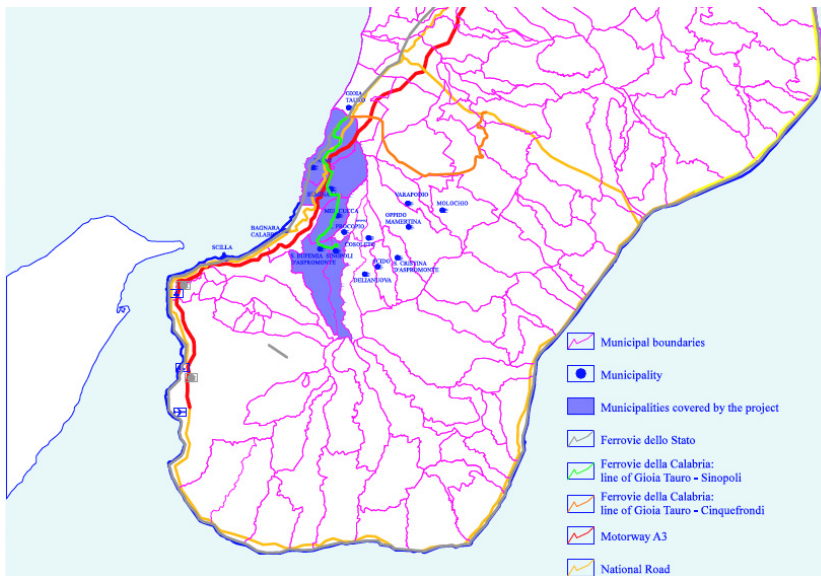 GIOIA
TAURO
VARAPODIO
MOLOCHIO
OPPIDO
MAMERTINA
BAGNARA
PROCOPIO
COSOLETO
SCILLA
S. EUFEMIA
D'ASPROMONTE
SINOPOLI
S. CRISTINA
D'ASPROMONTE
DELIANUOVA
Municipal boundaries
Municipality
Municipalities covered by the project
Ferrovie dello Stato
Ferrovie della Calabria:
line of Gioia Tauro - Sinopoli
Ferrovie della Calabria:
line of Gioia Tauro - Cinquefrondi
Motorway A3
National Road